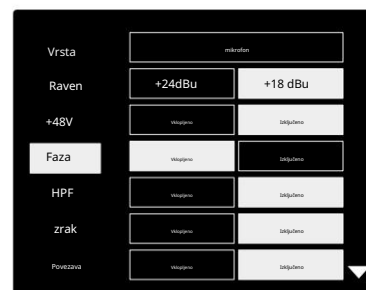 Vrsta mikrofon
Raven +24dBu +18 dBu
+48V Vklopljeno Izključeno
Faza Vklopljeno Izključeno
HPF Vklopljeno Izključeno
zrak Vklopljeno Izključeno
Povezava Vklopljeno Izključeno